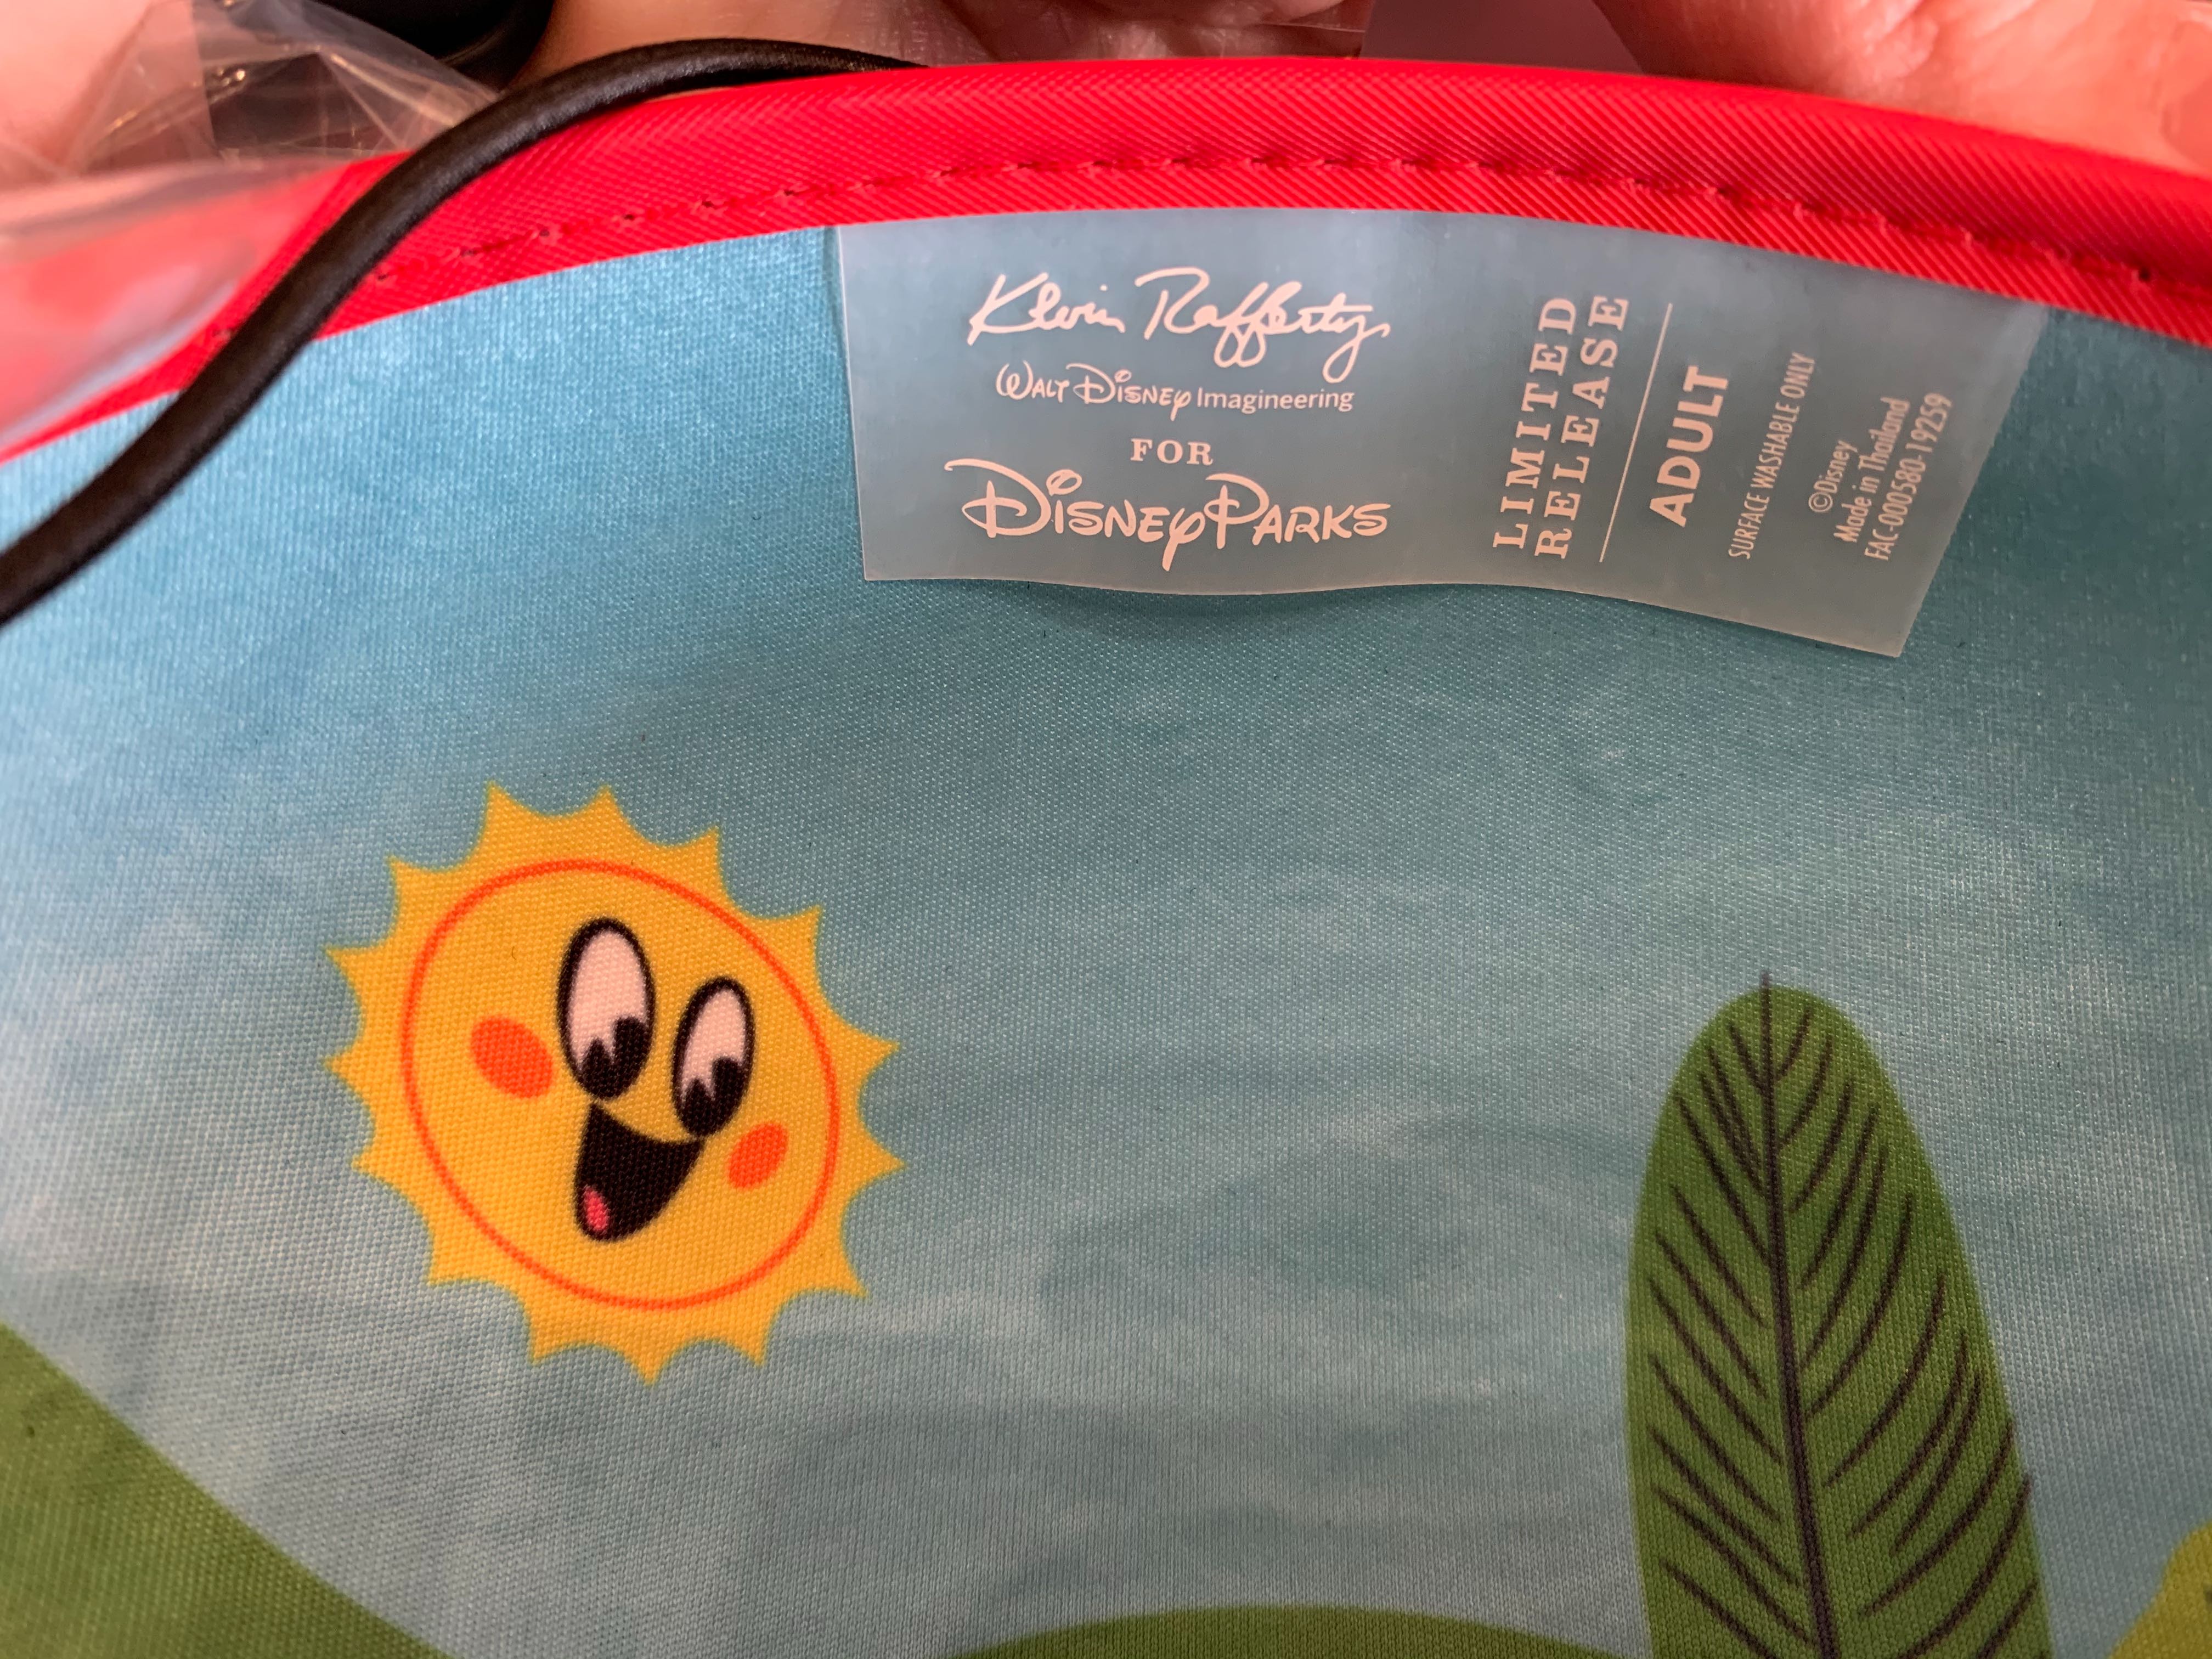 Kevin Rafferty
WALT DISNEY Imagineering
FOR
DISNEY PARKS
LIMITED
RELEASE
ADULT
SURFACE WASHABLE ONLY
©Disney
Made in Thailand
FAC-000580-19259